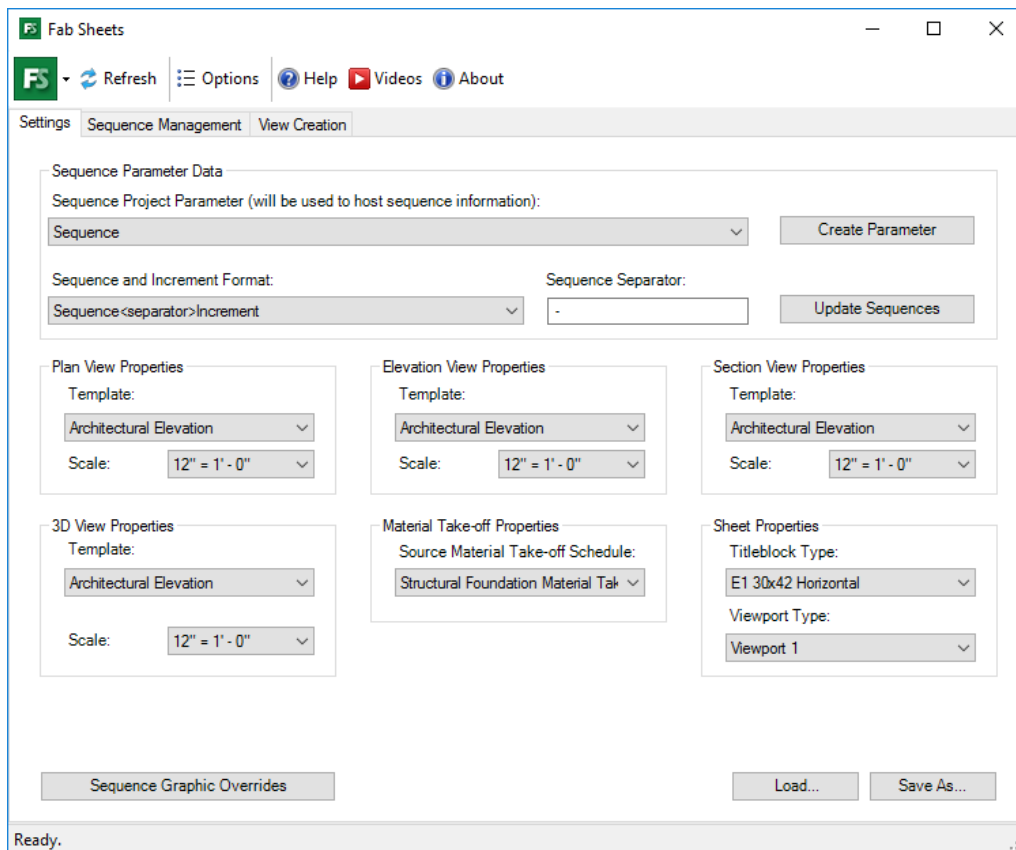 FS Fab Sheets
FS Refresh Options Help Videos About
Settings Sequence Management View Creation
Sequence Parameter Data
Sequence Project Parameter (will be used to host sequence information):
Sequence Create Parameter
Sequence and Increment Format: Sequence Separator:
Sequence<separator>Increment - Update Sequences
Plan View Properties Elevation View Properties Section View Properties
Template: Template: Template:
Architectural Elevation Architectural Elevation Architectural Elevation
Scale: 12" = 1' - 0" Scale: 12" = 1' - 0" Scale: 12" = 1' - 0"
3D View Properties Material Take-off Properties Sheet Properties
Template: Source Material Take-off Schedule: Titleblock Type:
Architectural Elevation Structural Foundation Material Tak E1 30x42 Horizontal
Viewport Type:
Scale: 12" = 1' - 0" Viewport 1
Sequence Graphic Overrides Load... Save As...
Ready.